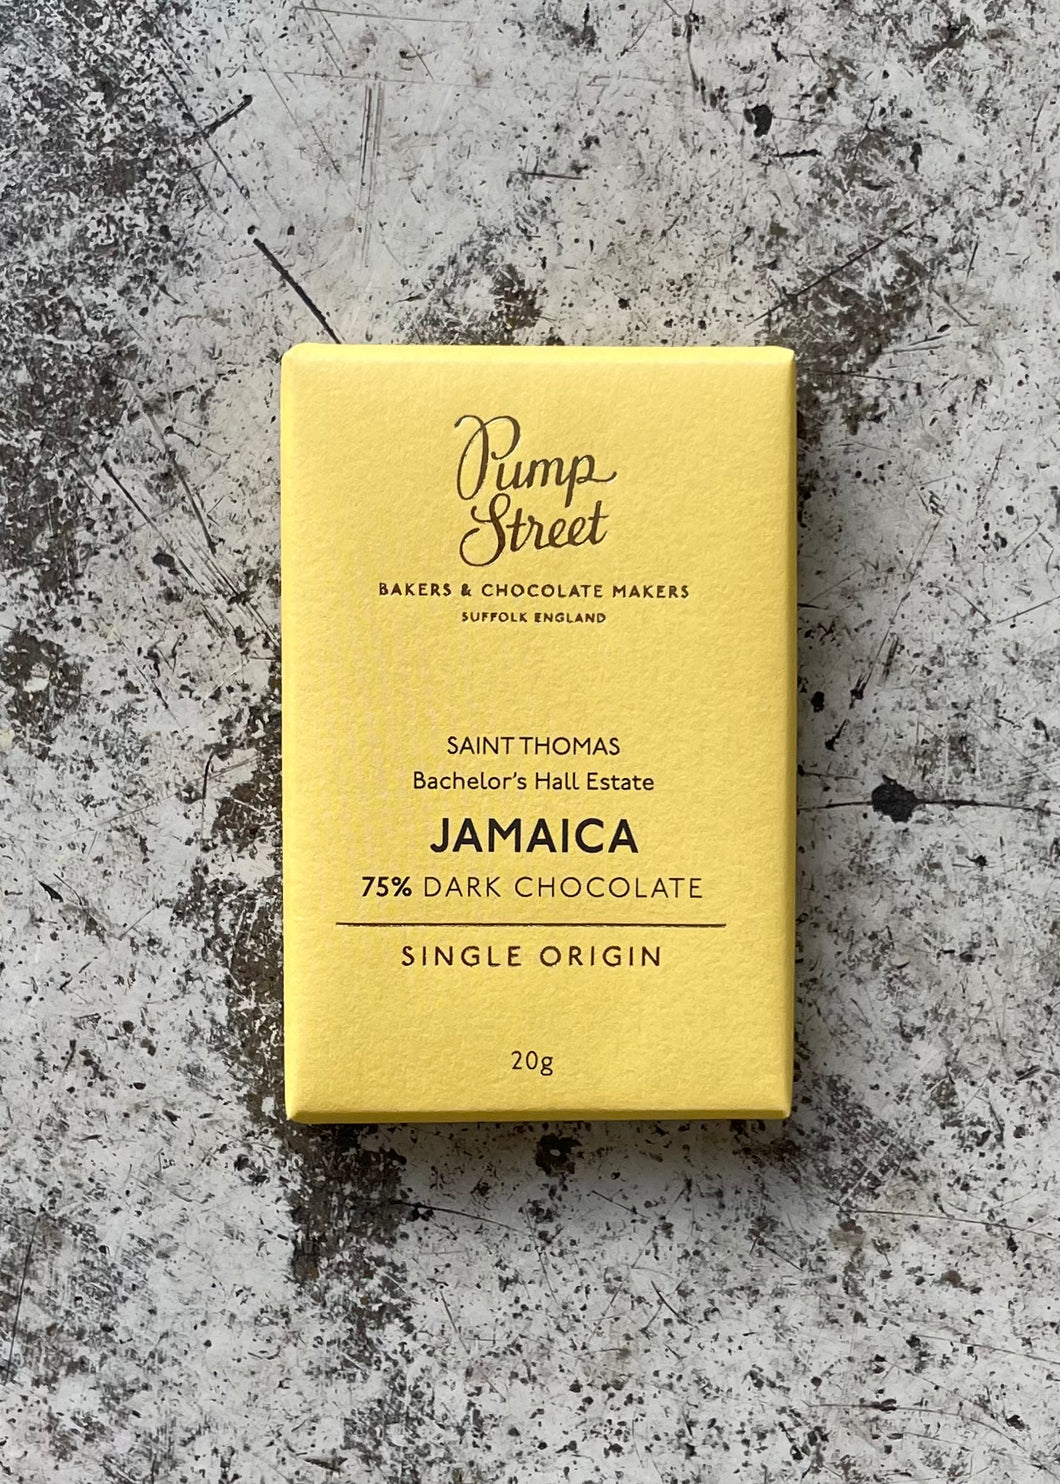 Pump
Street
BAKERS & CHOCOLATE MAKERS
SUFFOLK ENGLAND
SAINT THOMAS
Bachelor's Hall Estate
JAMAICA
75% DARK CHOCOLATE
SINGLE ORIGIN
20g